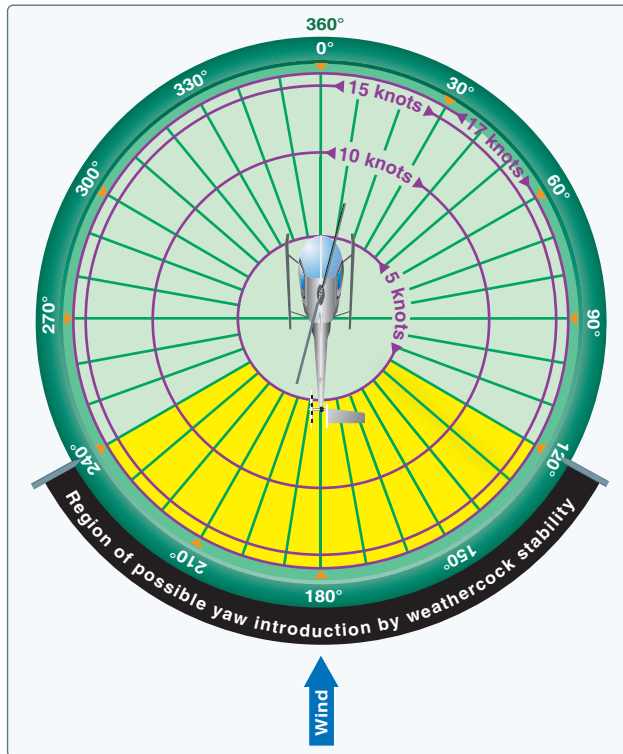 360°
0°
30°
60°
90°
120°
150°
180°
210°
240°
270°
300°
330°
15 knots
17 knots
10 knots
5 knots
Region of possible yaw introduction by weathercock stability
Wind